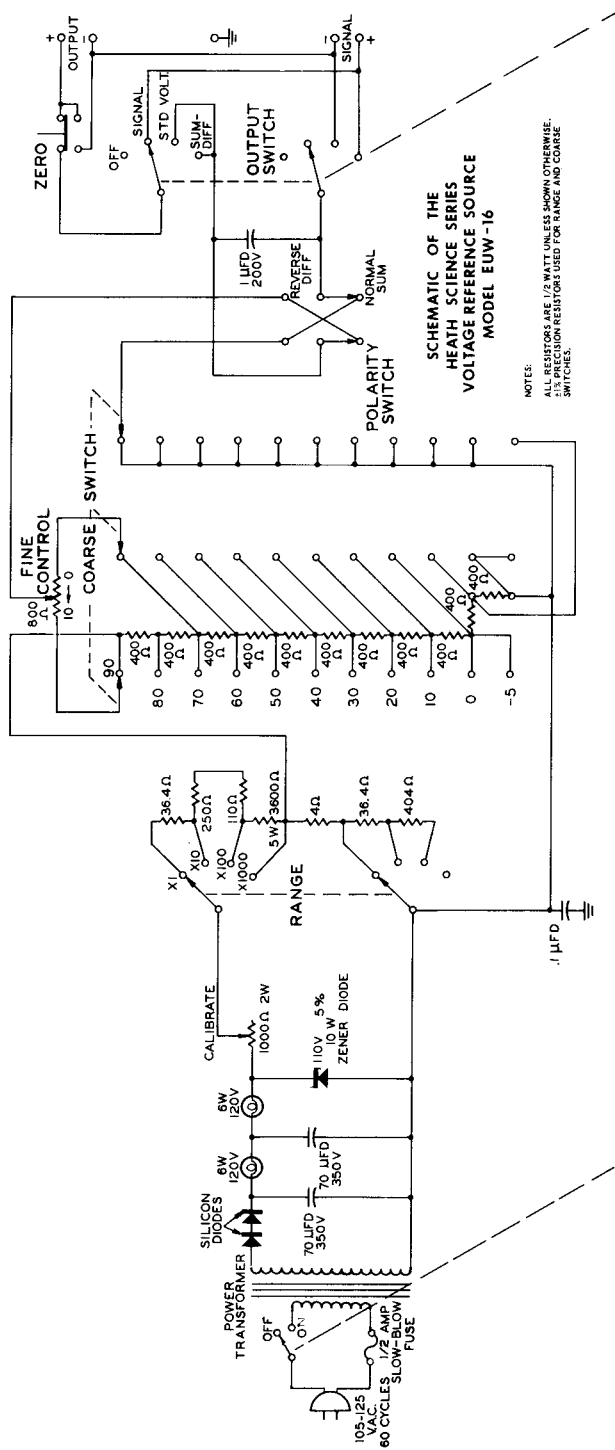 105-125
V.A.C.
60 CYCLES
OFF
ON
1/2 AMP
SLOW-BLOW
FUSE
POWER
TRANSFORMER
SILICON
DIODES
70 µFD
350V
6W
120V
70 µFD
350V
6W
120V
110V 5%
10W
ZENER DIODE
CALIBRATE
1000Ω 2W
X1
X10
X100
X1000
RANGE
36.4Ω
250Ω
110Ω
3600Ω
5W
4Ω
36.4Ω
404Ω
.1 µFD
FINE
CONTROL
1800
Ω
10 ← 0
COARSE SWITCH
90
80
70
60
50
40
30
20
10
0
-5
400
Ω
400
Ω
400
Ω
400
Ω
400
Ω
400
Ω
400
Ω
400
Ω
400
Ω
400
Ω
400
Ω
POLARITY
SWITCH
REVERSE
DIFF
NORMAL
SUM
1 µFD
200V
OUTPUT
SWITCH
OFF
SIGNAL
STD VOLT.
SUM-
DIFF
ZERO
+
OUTPUT
-
-
SIGNAL
+
SCHEMATIC OF THE
HEATH SCIENCE SERIES
VOLTAGE REFERENCE SOURCE
MODEL EUW-16
NOTES:
ALL RESISTORS ARE 1/2 WATT UNLESS SHOWN OTHERWISE.
±1% PRECISION RESISTORS USED FOR RANGE AND COARSE
SWITCHES.